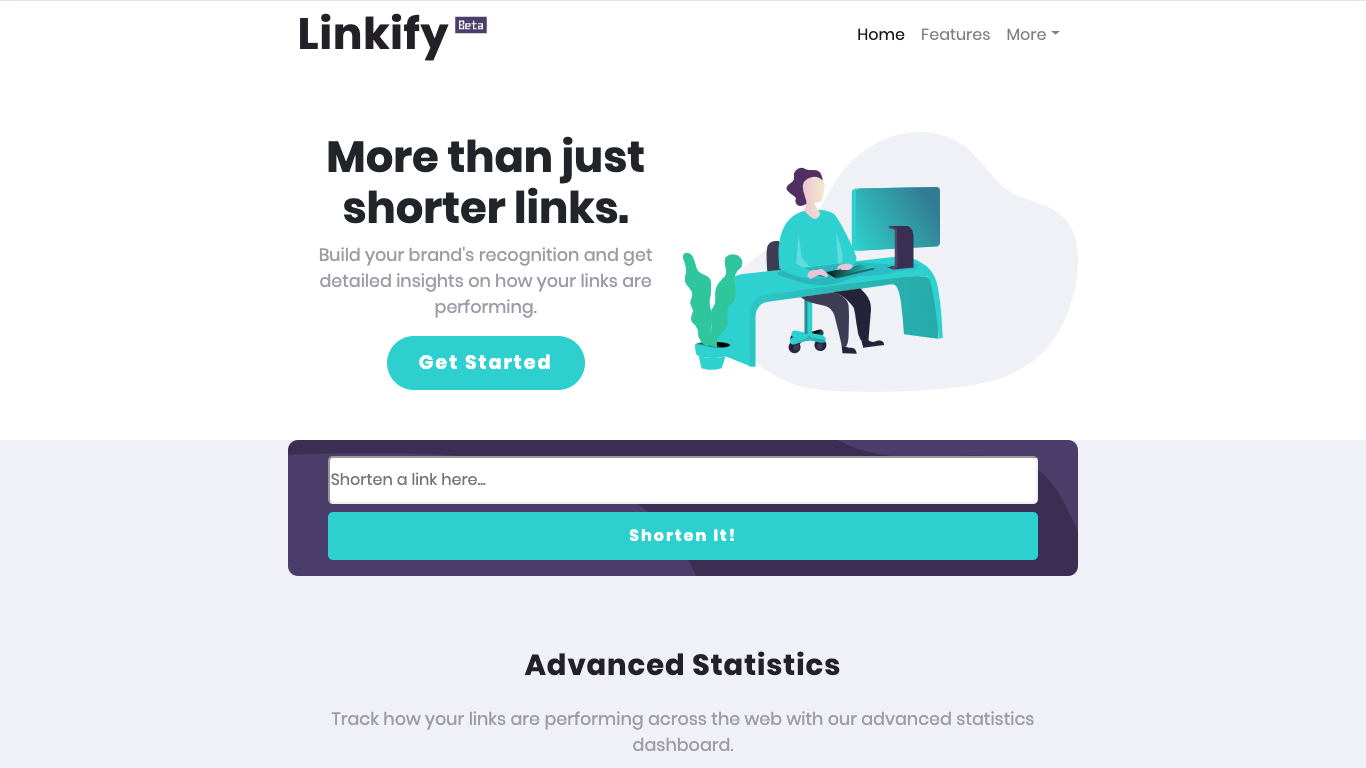 Linkify Beta
Home Features More
More than just
shorter links.
Build your brand's recognition and get
detailed insights on how your links are
performing.
Get Started
Shorten a link here...
Shorten It!
Advanced Statistics
Track how your links are performing across the web with our advanced statistics
dashboard.